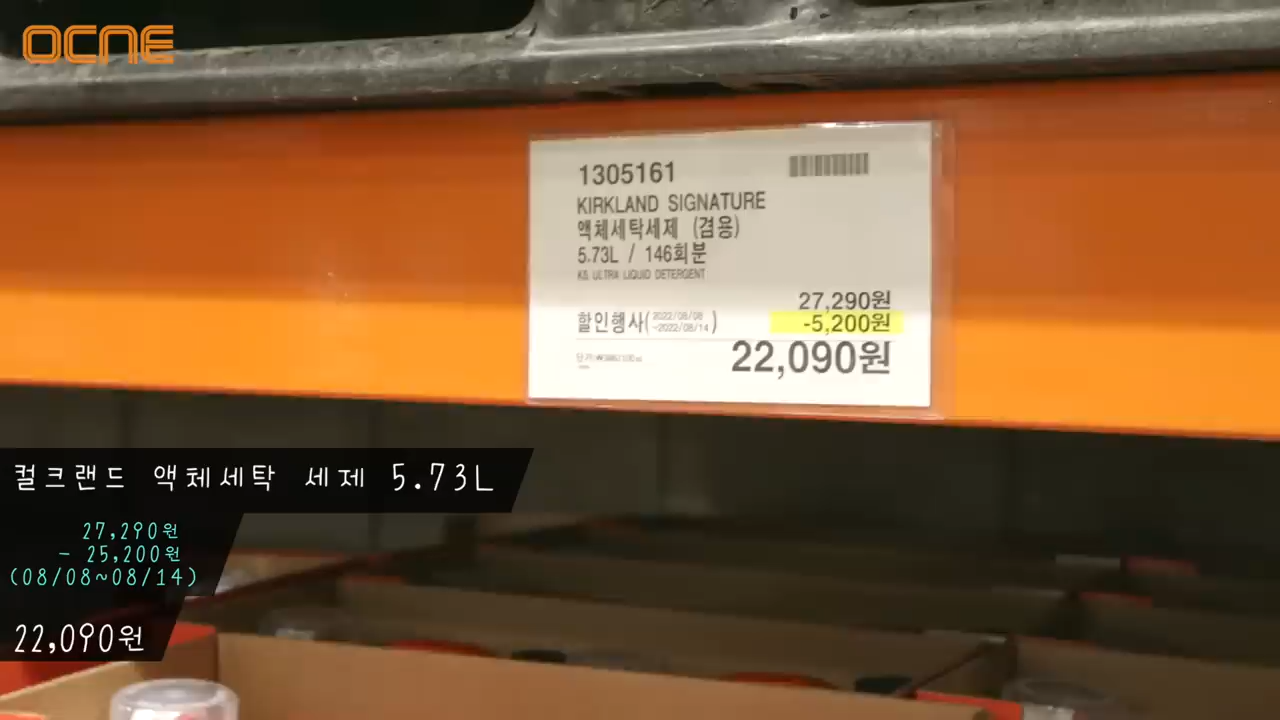 OCNE
1305161
KIRKLAND SIGNATURE
액체세탁세제 (겸용)
5.73L / 146회분
KS ULTRA LIQUID DETERGENT
27,290원
할인행사(2022/08/08 ~2022/08/14) -5,200원
22,090원
컬크랜드 액체세탁 세제 5.73L
27,290원
- 25,200원
(08/08~08/14)
22,090원